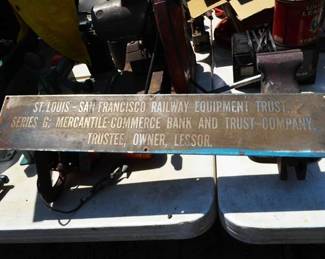 ST. LOUIS - SAN FRANCISCO RAILWAY EQUIPMENT TRUST,
SERIES G: MERCANTILE-COMMERCE BANK AND TRUST COMPANY,
TRUSTEE, OWNER, LESSOR.